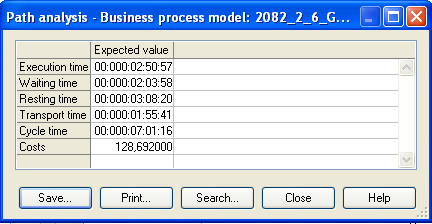 Path analysis - Business process model: 2082_2_6_G...
Expected value
Execution time 00:000:02:50:57
Waiting time 00:000:02:03:58
Resting time 00:000:03:08:20
Transport time 00:000:01:55:41
Cycle time 00:000:07:01:16
Costs 128,692000
Save... Print... Search... Close Help